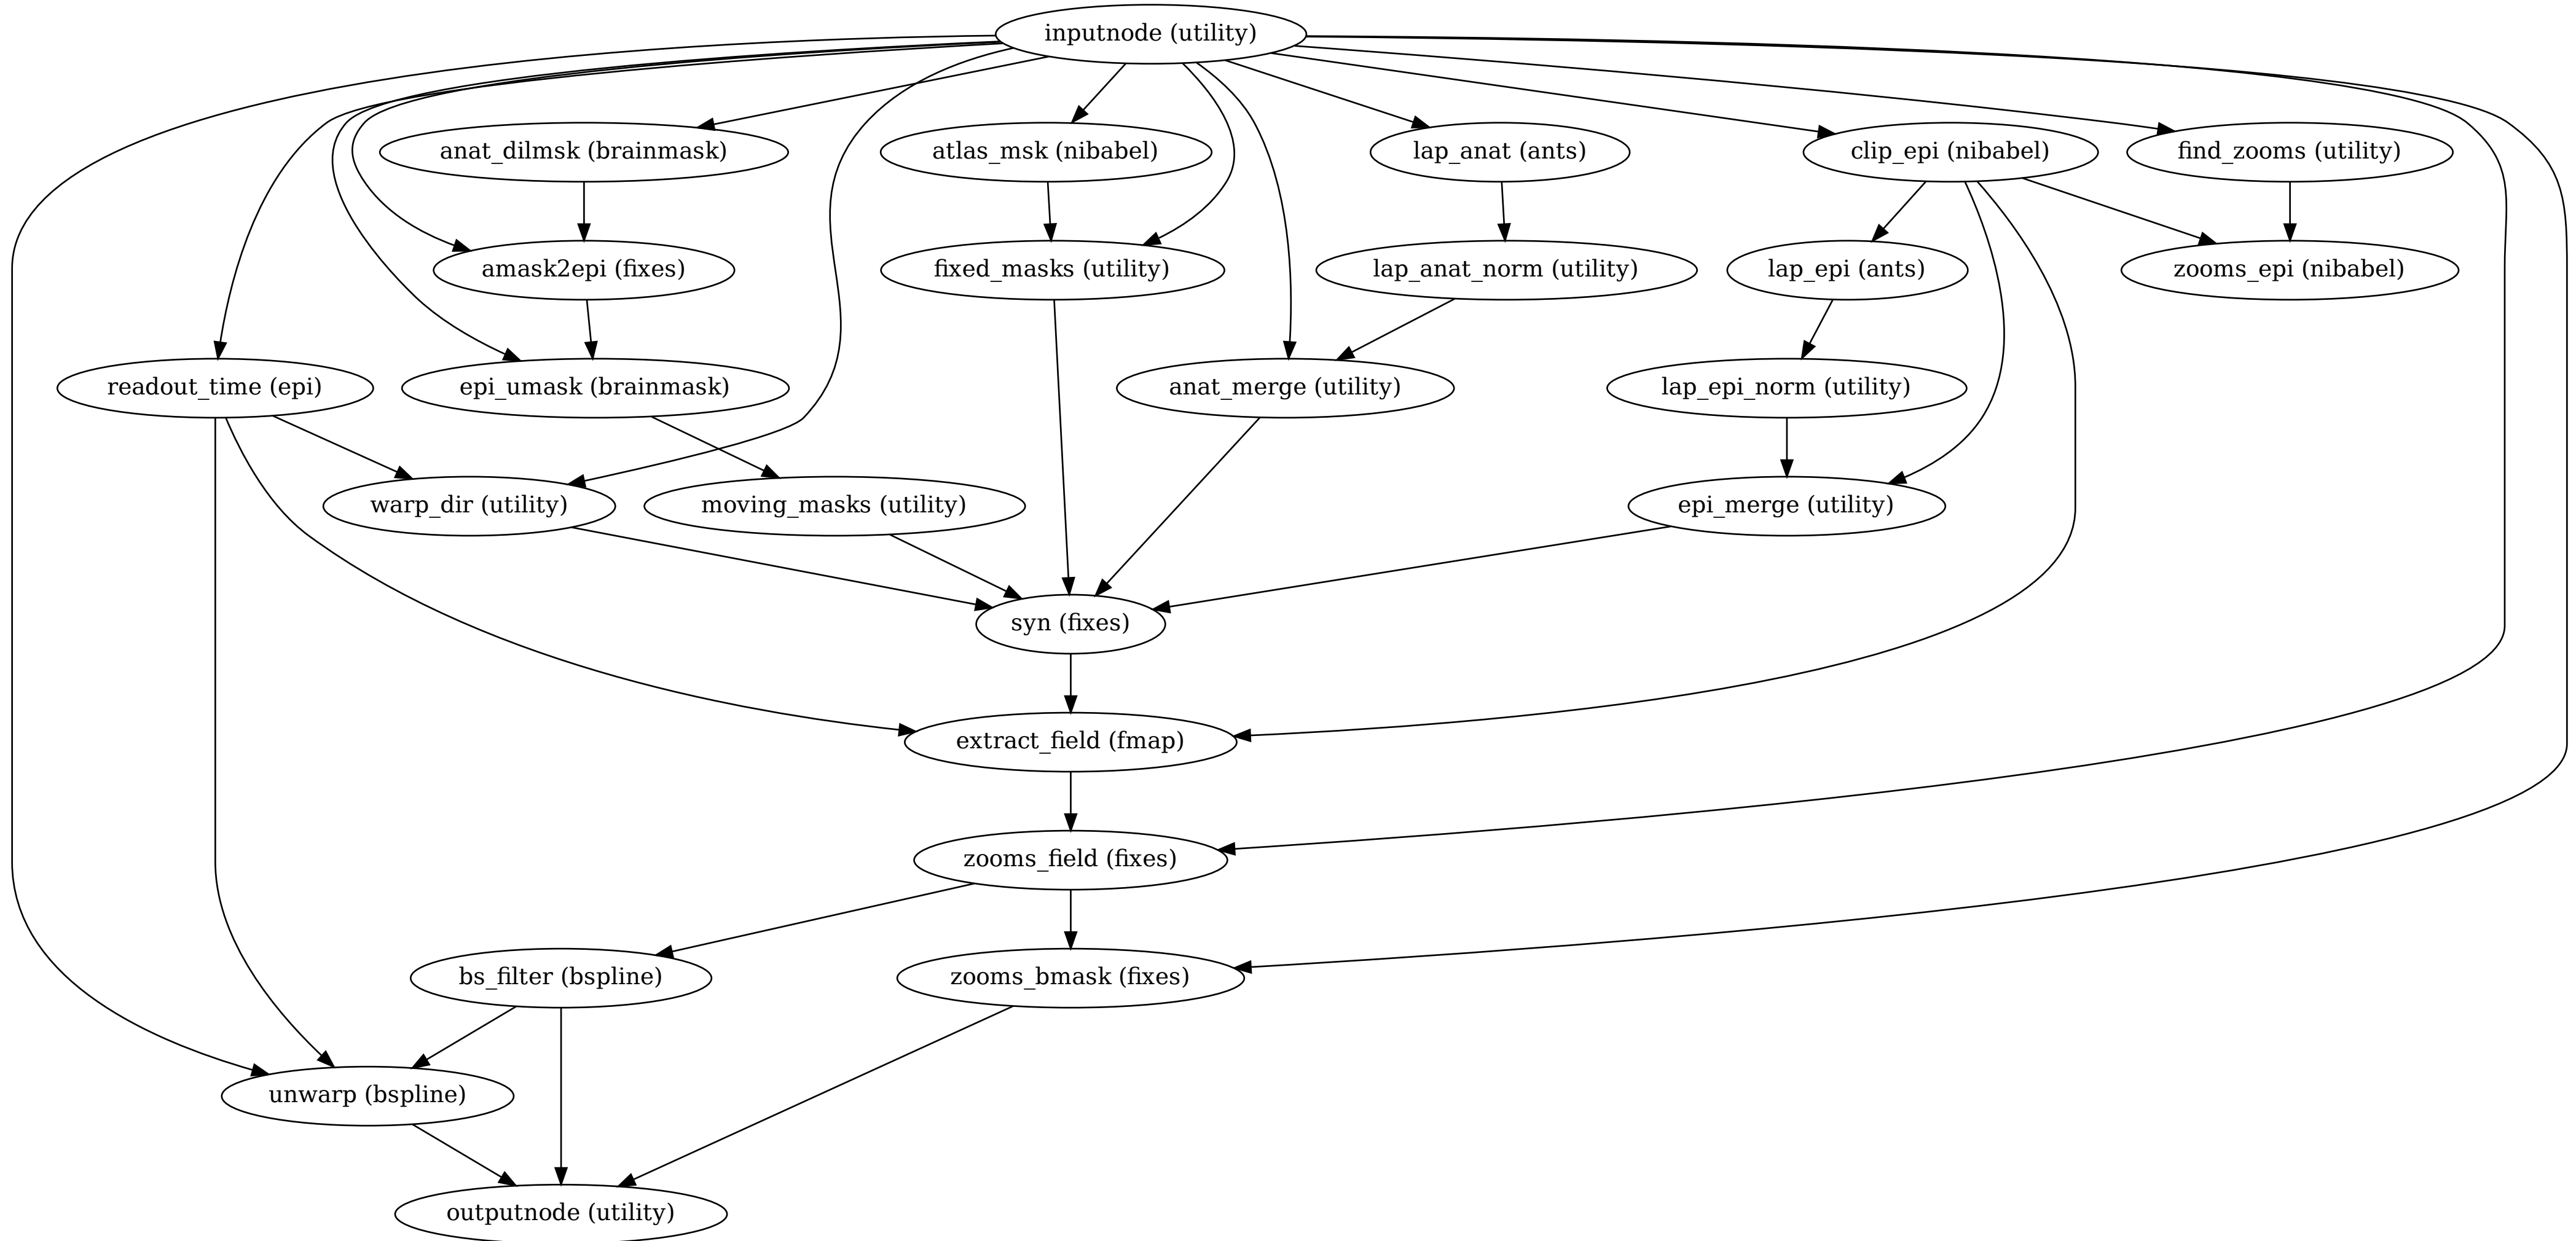 inputnode (utility)
anat_dilmsk (brainmask)
atlas_msk (nibabel)
lap_anat (ants)
clip_epi (nibabel)
find_zooms (utility)
amask2epi (fixes)
fixed_masks (utility)
lap_anat_norm (utility)
lap_epi (ants)
zooms_epi (nibabel)
readout_time (epi)
epi_umask (brainmask)
anat_merge (utility)
lap_epi_norm (utility)
warp_dir (utility)
moving_masks (utility)
epi_merge (utility)
syn (fixes)
extract_field (fmap)
zooms_field (fixes)
bs_filter (bspline)
zooms_bmask (fixes)
unwarp (bspline)
outputnode (utility)